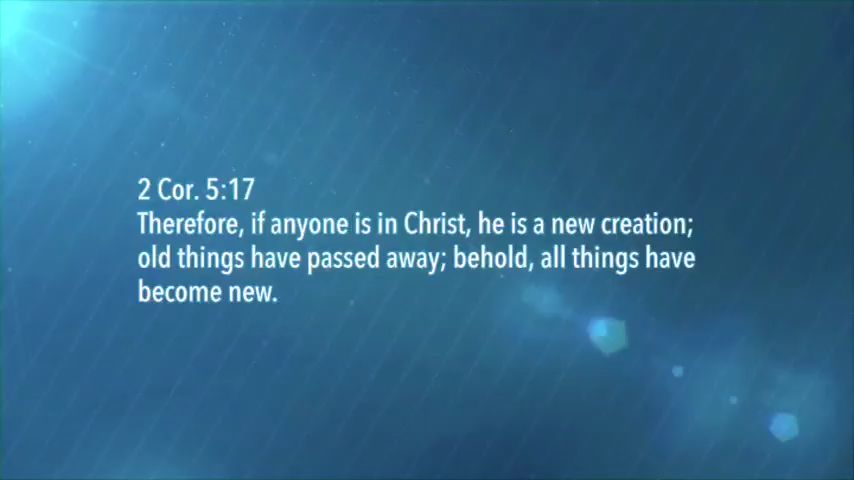 2 Cor. 5:17
Therefore, if anyone is in Christ, he is a new creation;
old things have passed away; behold, all things have
become new.